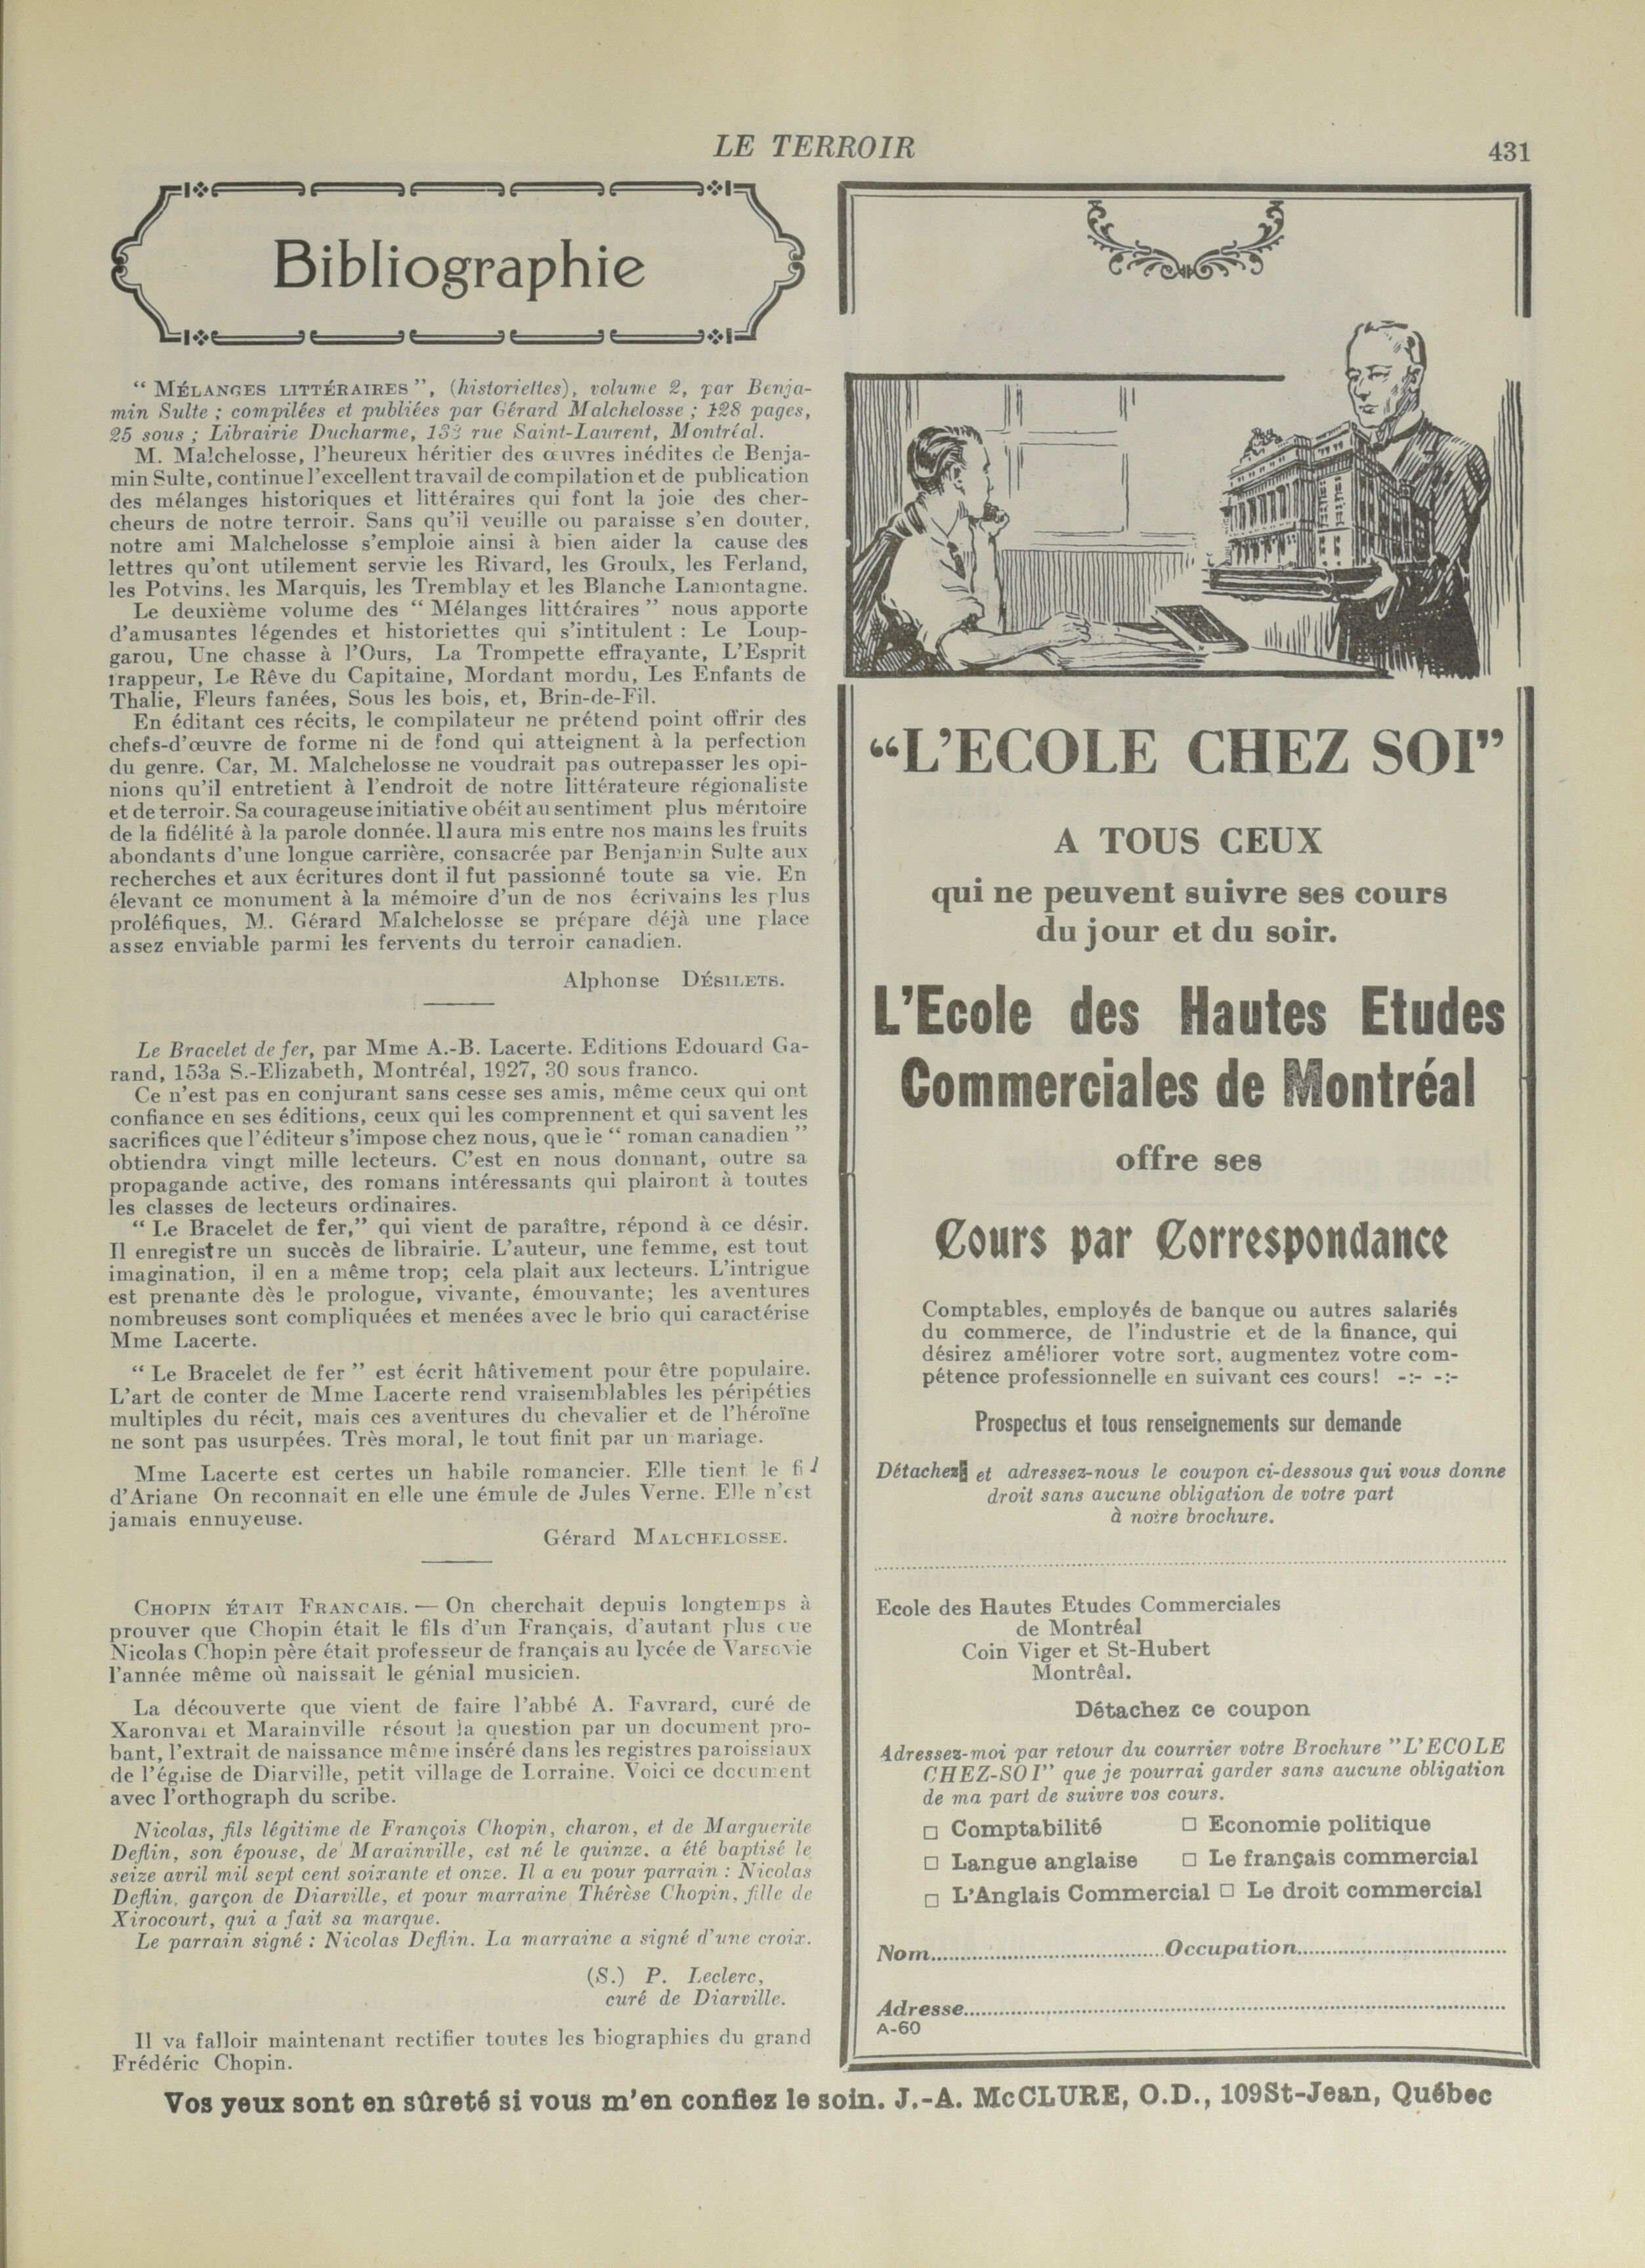 LE TERROIR
431
Bibliographie
“ MÉLANGES LITTÉRAIRES ”, (historiettes), volume 2, par Benja-
min Sulte ; compilées et publiées par Gérard Malchelosse ; 128 pages,
25 sous ; Librairie Ducharme, rue Saint-Laurent, Montréal.
M. Malchelosse, l’heureux héritier des œuvres inédites de Benja-
min Sulte, continue l’excellent travail de compilation et de publication
des mélanges historiques et littéraires qui font la joie des cher-
cheurs de notre terroir. Sans qu’il veuille ou paraisse s’en douter,
notre ami Malchelosse s’emploie ainsi à bien aider la cause des
lettres qu’ont utilement servie les Rivard, les Groulx, les Ferland,
les Potvins, les Marquis, les Tremblay et les Blanche Lamontagne.
Le deuxième volume des “ Mélanges littéraires ” nous apporte
d’amusantes légendes et historiettes qui s’intitulent : Le Loup-
garou, Une chasse à l’Ours, La Trompette effrayante, L’Esprit
trappeur, Le Rêve du Capitaine, Mordant mordu, Les Enfants de
Thalie, Fleurs fanées, Sous les bois, et, Brin-de-Fil.
En éditant ces récits, le compilateur ne prétend point offrir des
chefs-d’œuvre de forme ni de fond qui atteignent à la perfection
du genre. Car, M. Malchelosse ne voudrait pas outrepasser les opi-
nions qu’il entretient à l’endroit de notre littérateure régionaliste
et de terroir. Sa courageuse initiative obéit au sentiment plus méritoire
de la fidélité à la parole donnée. Il aura mis entre nos mains les fruits
abondants d’une longue carrière, consacrée par Benjamin Sulte aux
recherches et aux écritures dont il fut passionné toute sa vie. En
élevant ce monument à la mémoire d’un de nos écrivains les plus
proléfiques, M. Gérard Malchelosse se prépare déjà une place
assez enviable parmi les fervents du terroir canadien.
Alphonse DÉSILETS.
Le Bracelet de fer, par Mme A.-B. Lacerte. Editions Edouard Ga-
rand, 153a S.-Elizabeth, Montréal, 1927, 30 sous franco.
Ce n’est pas en conjurant sans cesse ses amis, même ceux qui ont
confiance en ses éditions, ceux qui les comprennent et qui savent les
sacrifices que l’éditeur s’impose chez nous, que le “ roman canadien ”
obtiendra vingt mille lecteurs. C’est en nous donnant, outre sa
propagande active, des romans intéressants qui plairont à toutes
les classes de lecteurs ordinaires.
“ Le Bracelet de fer,” qui vient de paraître, répond à ce désir.
Il enregistre un succès de librairie. L’auteur, une femme, est tout
imagination, il en a même trop; cela plait aux lecteurs. L’intrigue
est prenante dès le prologue, vivante, émouvante; les aventures
nombreuses sont compliquées et menées avec le brio qui caractérise
Mme Lacerte.
“ Le Bracelet de fer ” est écrit hâtivement pour être populaire.
L’art de conter de Mme Lacerte rend vraisemblables les péripéties
multiples du récit, mais ces aventures du chevalier et de l’héroïne
ne sont pas usurpées. Très moral, le tout finit par un mariage.
Mme Lacerte est certes un habile romancier. Elle tient le fil
d’Ariane On reconnait en elle une émule de Jules Verne. Elle n’est
jamais ennuyeuse.
Gérard MALCHELOSSE.
CHOPIN ÉTAIT FRANCAIS. — On cherchait depuis longtemps à
prouver que Chopin était le fils d’un Français, d’autant plus que
Nicolas Chopin père était professeur de français au lycée de Varsovie
l’année même où naissait le génial musicien.
La découverte que vient de faire l’abbé A. Favrard, curé de
Xaronval et Marainville résout la question par un document pro-
bant, l’extrait de naissance même inséré dans les registres paroissiaux
de l’église de Diarville, petit village de Lorraine. Voici ce document
avec l’orthograph du scribe.
Nicolas, fils légitime de François Chopin, charon, et de Marguerite
Deflin, son épouse, de Marainville, est né le quinze. a été baptisé le
seize avril mil sept cent soixante et onze. Il a eu pour parrain : Nicolas
Deflin, garçon de Diarville, et pour marraine Thérèse Chopin, fille de
Xirocourt, qui a fait sa marque.
Le parrain signé : Nicolas Deflin. La marraine a signé d’une croix.
(S.) P. Leclerc,
curé de Diarville.
Il va falloir maintenant rectifier toutes les biographies du grand
Frédéric Chopin.
“L’ECOLE CHEZ SOI”
A TOUS CEUX
qui ne peuvent suivre ses cours
du jour et du soir.
L’Ecole des Hautes Etudes
Commerciales de Montréal
offre ses
Cours par Correspondance
Comptables, employés de banque ou autres salariés
du commerce, de l’industrie et de la finance, qui
désirez améliorer votre sort, augmentez votre com-
pétence professionnelle en suivant ces cours! -:- -:-
Prospectus et tous renseignements sur demande
Détachez et adressez-nous le coupon ci-dessous qui vous donne
droit sans aucune obligation de votre part
à notre brochure.
Ecole des Hautes Etudes Commerciales
de Montréal
Coin Viger et St-Hubert
Montrêal.
Détachez ce coupon
Adressez-moi par retour du courrier votre Brochure "L’ECOLE
CHEZ-SOI" que je pourrai garder sans aucune obligation
de ma part de suivre vos cours.
□ Comptabilité □ Economie politique
□ Langue anglaise □ Le français commercial
□ L’Anglais Commercial □ Le droit commercial
Nom....................Occupation....................
Adresse....................
A-60
Vos yeux sont en sûreté si vous m’en confiez le soin. J.-A. McCLURE, O.D., 109St-Jean, Québec